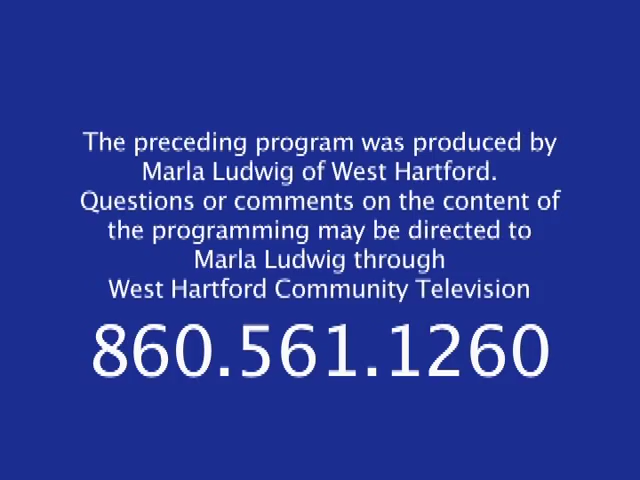 The preceding program was produced by
Marla Ludwig of West Hartford.
Questions or comments on the content of
the programming may be directed to
Marla Ludwig through
West Hartford Community Television
860.561.1260